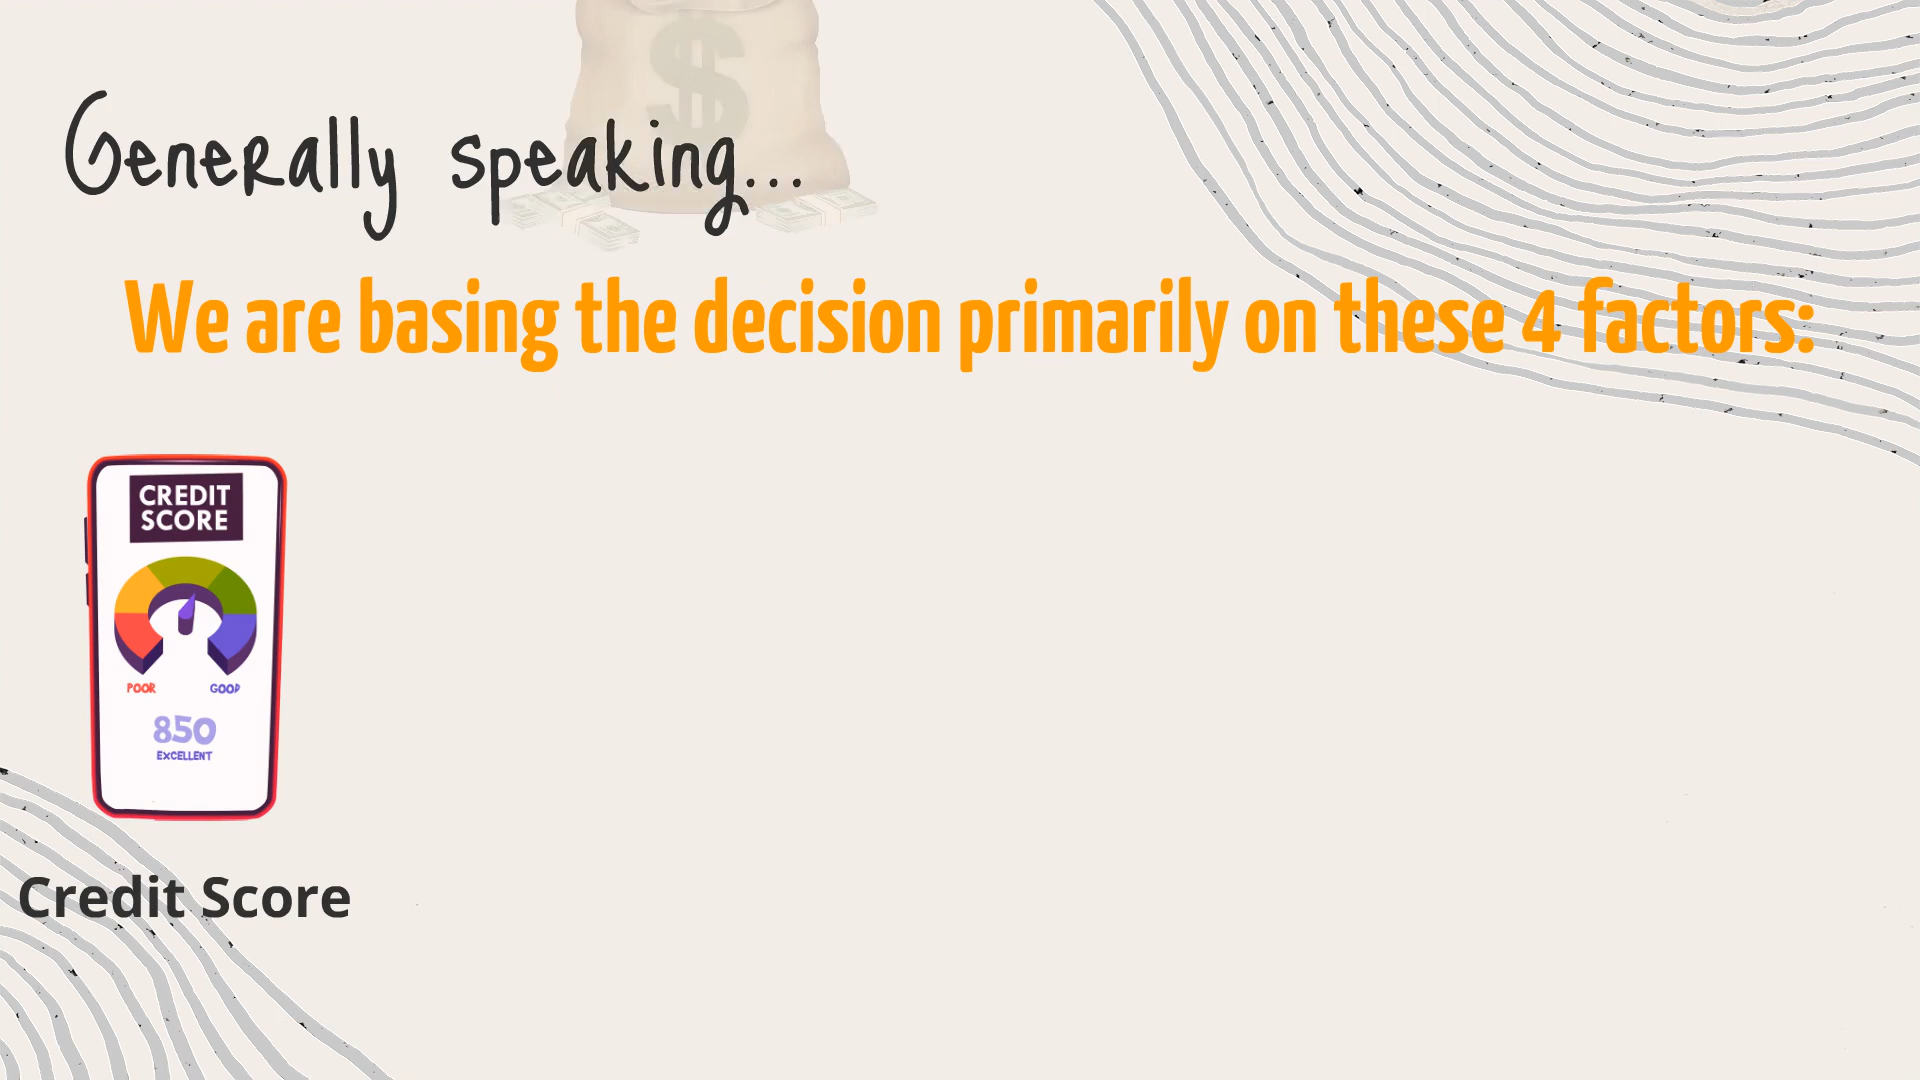 Generally speaking...
We are basing the decision primarily on these 4 factors:
CREDIT
SCORE
POOR GOOD
850
EXCELLENT
Credit Score
$